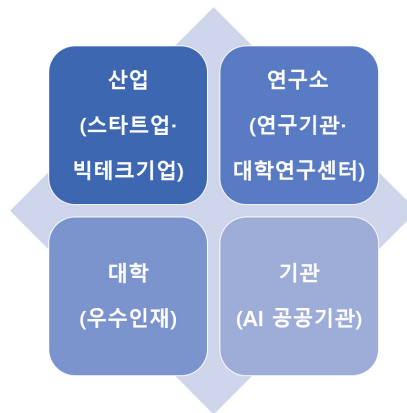 산업
(스타트업·
빅테크기업)
연구소
(연구기관·
대학연구센터)
대학
(우수인재)
기관
(AI 공공기관)